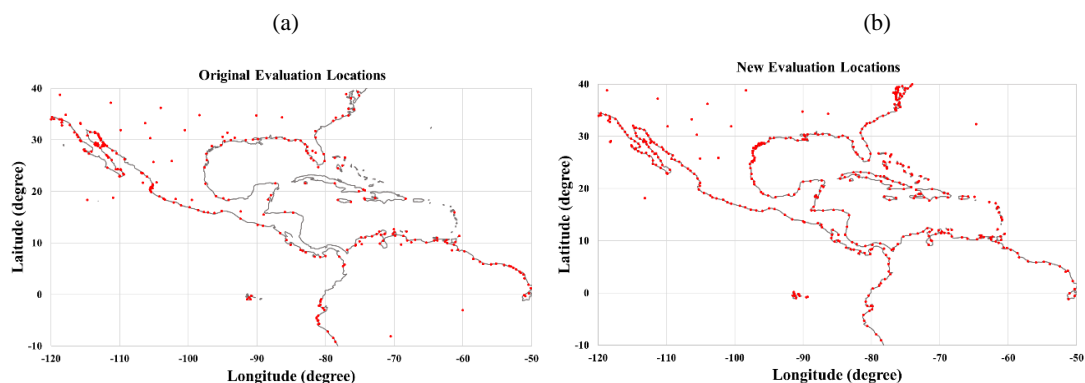 (a)
(b)
Original Evaluation Locations
New Evaluation Locations
40
30
20
10
0
-10
Latitude (degree)
-120 -110 -100 -90 -80 -70 -60 -50
Longitude (degree)
40
30
20
10
0
-10
Latitude (degree)
-120 -110 -100 -90 -80 -70 -60 -50
Longitude (degree)